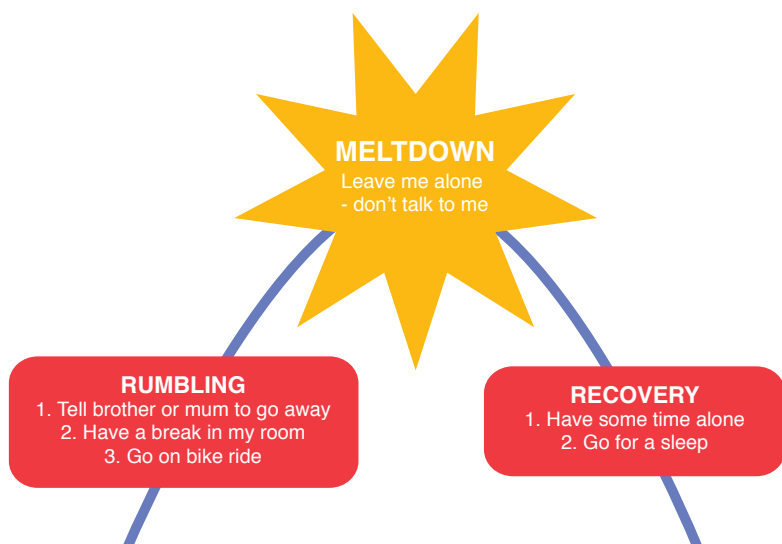 MELTDOWN
Leave me alone
- don't talk to me
RUMBLING
1. Tell brother or mum to go away
2. Have a break in my room
3. Go on bike ride
RECOVERY
1. Have some time alone
2. Go for a sleep